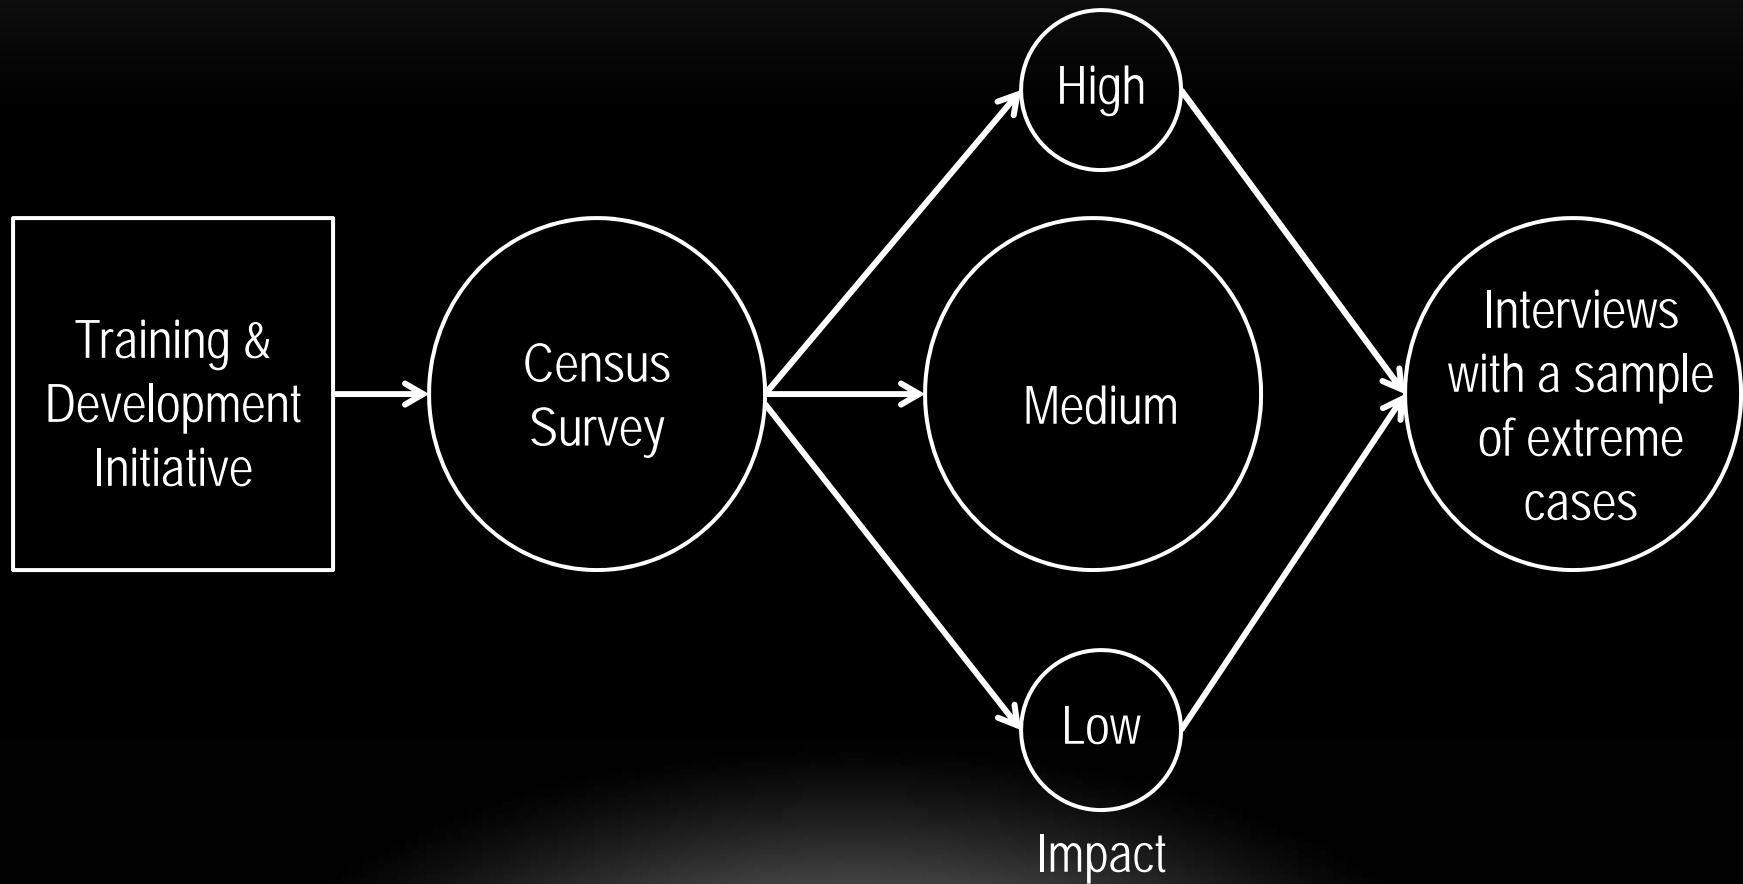 Training &
Development
Initiative
Census
Survey
High
Medium
Low
Impact
Interviews
with a sample
of extreme
cases